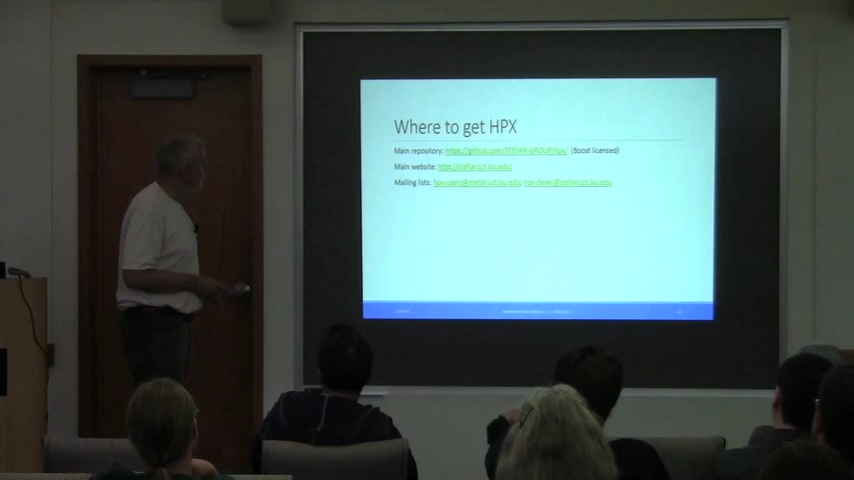 Where to get HPX
Main repository: https://github.com/STEllAR-GROUP/hpx/ (Boost licensed)
Main website: http://stellar.cct.lsu.edu/
Mailing lists: hpx-users@stellar.cct.lsu.edu, hpx-devel@stellar.cct.lsu.edu